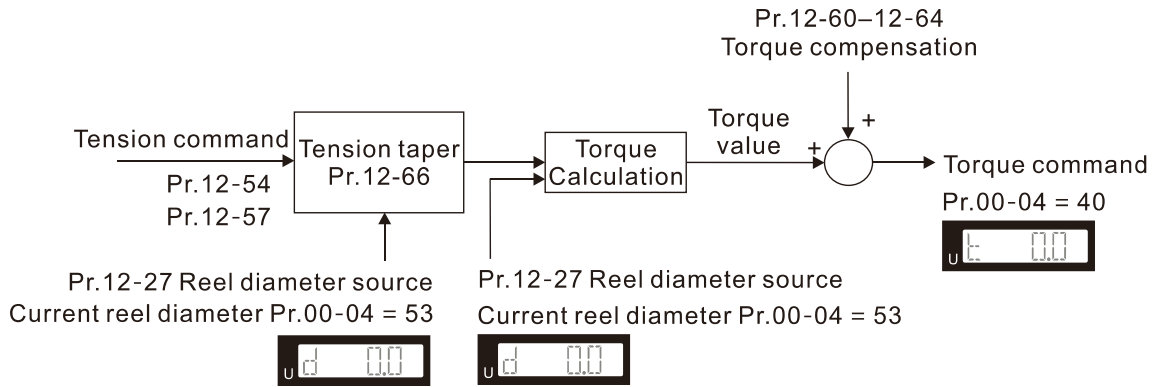 Pr.12-60–12-64
Torque compensation
Tension command
Pr.12-54
Pr.12-57
Tension taper
Pr.12-66
Torque
Calculation
Torque
value
+
+
Torque command
Pr.00-04 = 40
U t 0.0
Pr.12-27 Reel diameter source
Current reel diameter Pr.00-04 = 53
U d 0.0
Pr.12-27 Reel diameter source
Current reel diameter Pr.00-04 = 53
U d 0.0